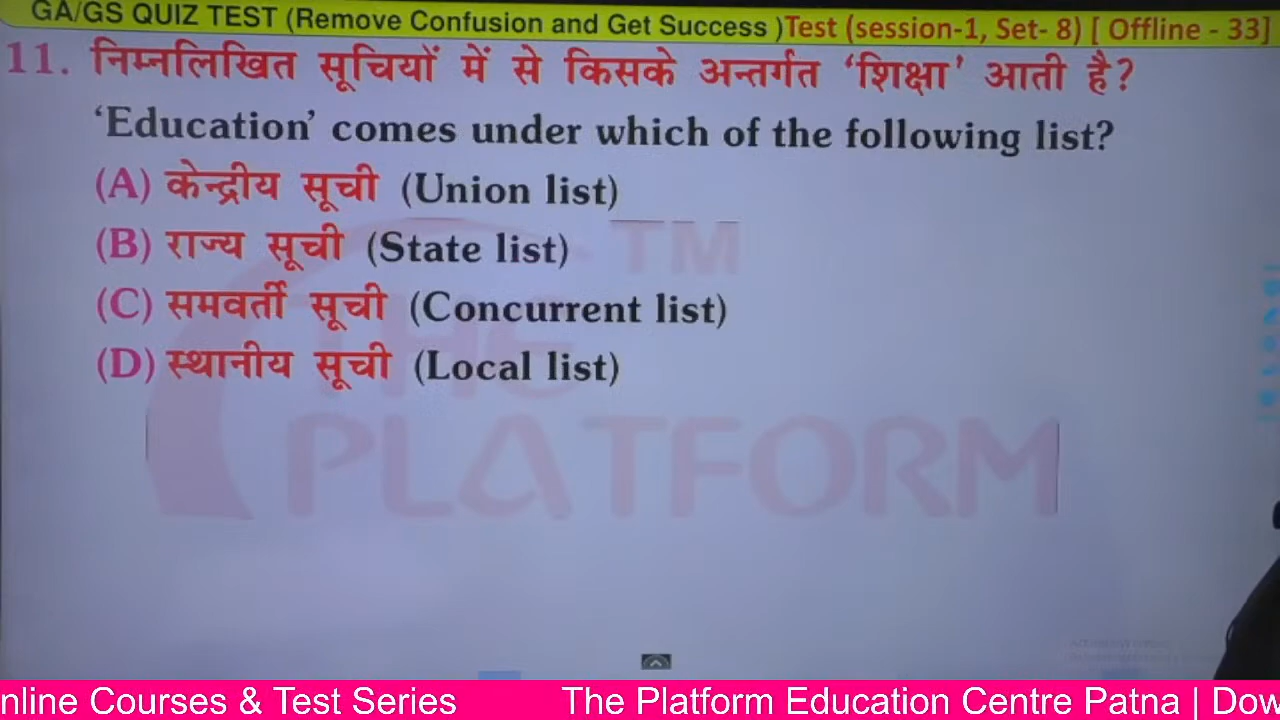 GA/GS QUIZ TEST (Remove Confusion and Get Success )Test (session-1, Set- 8) [ Offline - 33]
11. निम्नलिखित सूचियों में से किसके अन्तर्गत ‘शिक्षा’ आती है?
‘Education’ comes under which of the following list?
(A) केन्द्रीय सूची (Union list)
(B) राज्य सूची (State list)
(C) समवर्ती सूची (Concurrent list)
(D) स्थानीय सूची (Local list)
THE
TM
PLATFORM
nline Courses & Test Series The Platform Education Centre Patna | Dow